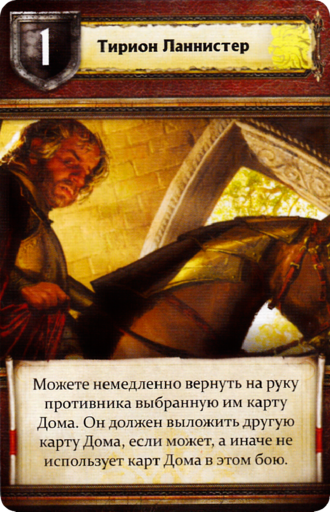 1
Тирион Ланнистер
Можете немедленно вернуть на руку
противника выбранную им карту
Дома. Он должен выложить другую
карту Дома, если может, а иначе не
использует карт Дома в этом бою.